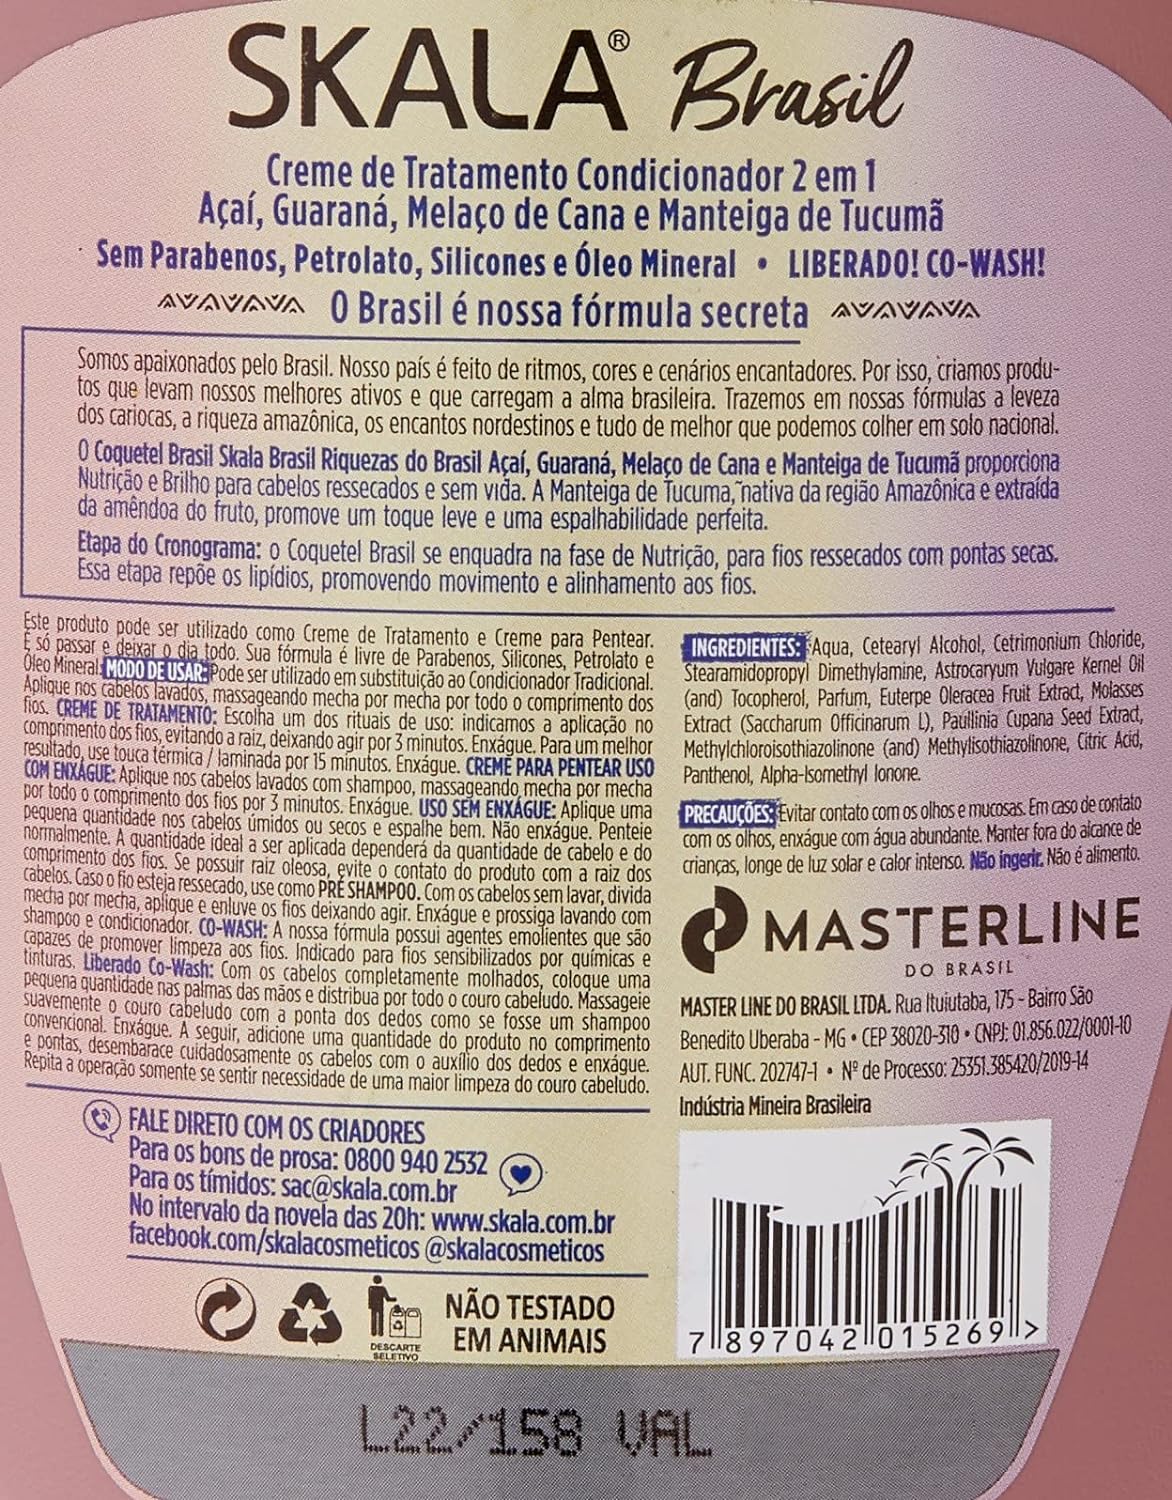 SKALA® Brasil
Creme de Tratamento Condicionador 2 em 1
Açaí, Guaraná, Melaço de Cana e Manteiga de Tucumã
Sem Parabenos, Petrolato, Silicones e Óleo Mineral • LIBERADO! CO-WASH!
O Brasil é nossa fórmula secreta
Somos apaixonados pelo Brasil. Nosso país é feito de ritmos, cores e cenários encantadores. Por isso, criamos produ-
tos que levam nossos melhores ativos e que carregam a alma brasileira. Trazemos em nossas fórmulas a leveza
dos cariocas, a riqueza amazônica, os encantos nordestinos e tudo de melhor que podemos colher em solo nacional.
O Coquetel Brasil Skala Brasil Riquezas do Brasil Açaí, Guaraná, Melaço de Cana e Manteiga de Tucumã proporciona
Nutrição e Brilho para cabelos ressecados e sem vida. A Manteiga de Tucuma, nativa da região Amazônica e extraída
da amêndoa do fruto, promove um toque leve e uma espalhabilidade perfeita.
Etapa do Cronograma: o Coquetel Brasil se enquadra na fase de Nutrição, para fios ressecados com pontas secas.
Essa etapa repõe os lipídios, promovendo movimento e alinhamento aos fios.
Este produto pode ser utilizado como Creme de Tratamento e Creme para Pentear.
É só passar e deixar o dia todo. Sua fórmula é livre de Parabenos, Silicones, Petrolato e
Óleo Mineral. MODO DE USAR: Pode ser utilizado em substituição ao Condicionador Tradicional.
Aplique nos cabelos lavados, massageando mecha por mecha por todo o comprimento dos
fios. CREME DE TRATAMENTO: Escolha um dos rituais de uso: indicamos a aplicação no
comprimento dos fios, evitando a raiz, deixando agir por 3 minutos. Enxágue. Para um melhor
resultado, use touca térmica / laminada por 15 minutos. Enxágue. CREME PARA PENTEAR USO
COM ENXÁGUE: Aplique nos cabelos lavados com shampoo, massageando mecha por mecha
por todo o comprimento dos fios por 3 minutos. Enxágue. USO SEM ENXÁGUE: Aplique uma
pequena quantidade nos cabelos úmidos ou secos e espalhe bem. Não enxágue. Penteie
normalmente. A quantidade ideal a ser aplicada dependerá da quantidade de cabelo e do
comprimento dos fios. Se possuir raiz oleosa, evite o contato do produto com a raiz dos
cabelos. Caso o fio esteja ressecado, use como PRÉ SHAMPOO. Com os cabelos sem lavar, divida
mecha por mecha, aplique e enluve os fios deixando agir. Enxágue e prossiga lavando com
shampoo e condicionador. CO-WASH: A nossa fórmula possui agentes emolientes que são
capazes de promover limpeza aos fios. Indicado para fios sensibilizados por químicas e
tinturas. Liberado Co-Wash: Com os cabelos completamente molhados, coloque uma
pequena quantidade nas palmas das mãos e distribua por todo o couro cabeludo. Massageie
suavemente o couro cabeludo com a ponta dos dedos como se fosse um shampoo
convencional. Enxágue. A seguir, adicione uma quantidade do produto no comprimento
e pontas, desembarace cuidadosamente os cabelos com o auxílio dos dedos e enxágue.
Repita a operação somente se sentir necessidade de uma maior limpeza do couro cabeludo.
FALE DIRETO COM OS CRIADORES
Para os bons de prosa: 0800 940 2532
Para os tímidos: sac@skala.com.br
No intervalo da novela das 20h: www.skala.com.br
facebook.com/skalacosmeticos @skalacosmeticos
DESCARTE
SELETIVO
NÃO TESTADO
EM ANIMAIS
INGREDIENTES: Aqua, Cetearyl Alcohol, Cetrimonium Chloride,
Stearamidopropyl Dimethylamine, Astrocaryum Vulgare Kernel Oil
(and) Tocopherol, Parfum, Euterpe Oleracea Fruit Extract, Molasses
Extract (Saccharum Officinarum L), Paullinia Cupana Seed Extract,
Methylchloroisothiazolinone (and) Methylisothiazolinone, Citric Acid,
Panthenol, Alpha-Isomethyl Ionone.
PRECAUÇÕES: Evitar contato com os olhos e mucosas. Em caso de contato
com os olhos, enxágue com água abundante. Manter fora do alcance de
crianças, longe de luz solar e calor intenso. Não ingerir. Não é alimento.
MASTERLINE
DO BRASIL
MASTER LINE DO BRASIL LTDA. Rua Ituiutaba, 175 - Bairro São
Benedito Uberaba - MG • CEP 38020-310 • CNPJ: 01.856.022/0001-10
AUT. FUNC. 202747-1 • Nº de Processo: 25351.385420/2019-14
Indústria Mineira Brasileira
7 897042 015269 >
L22/158 VAL